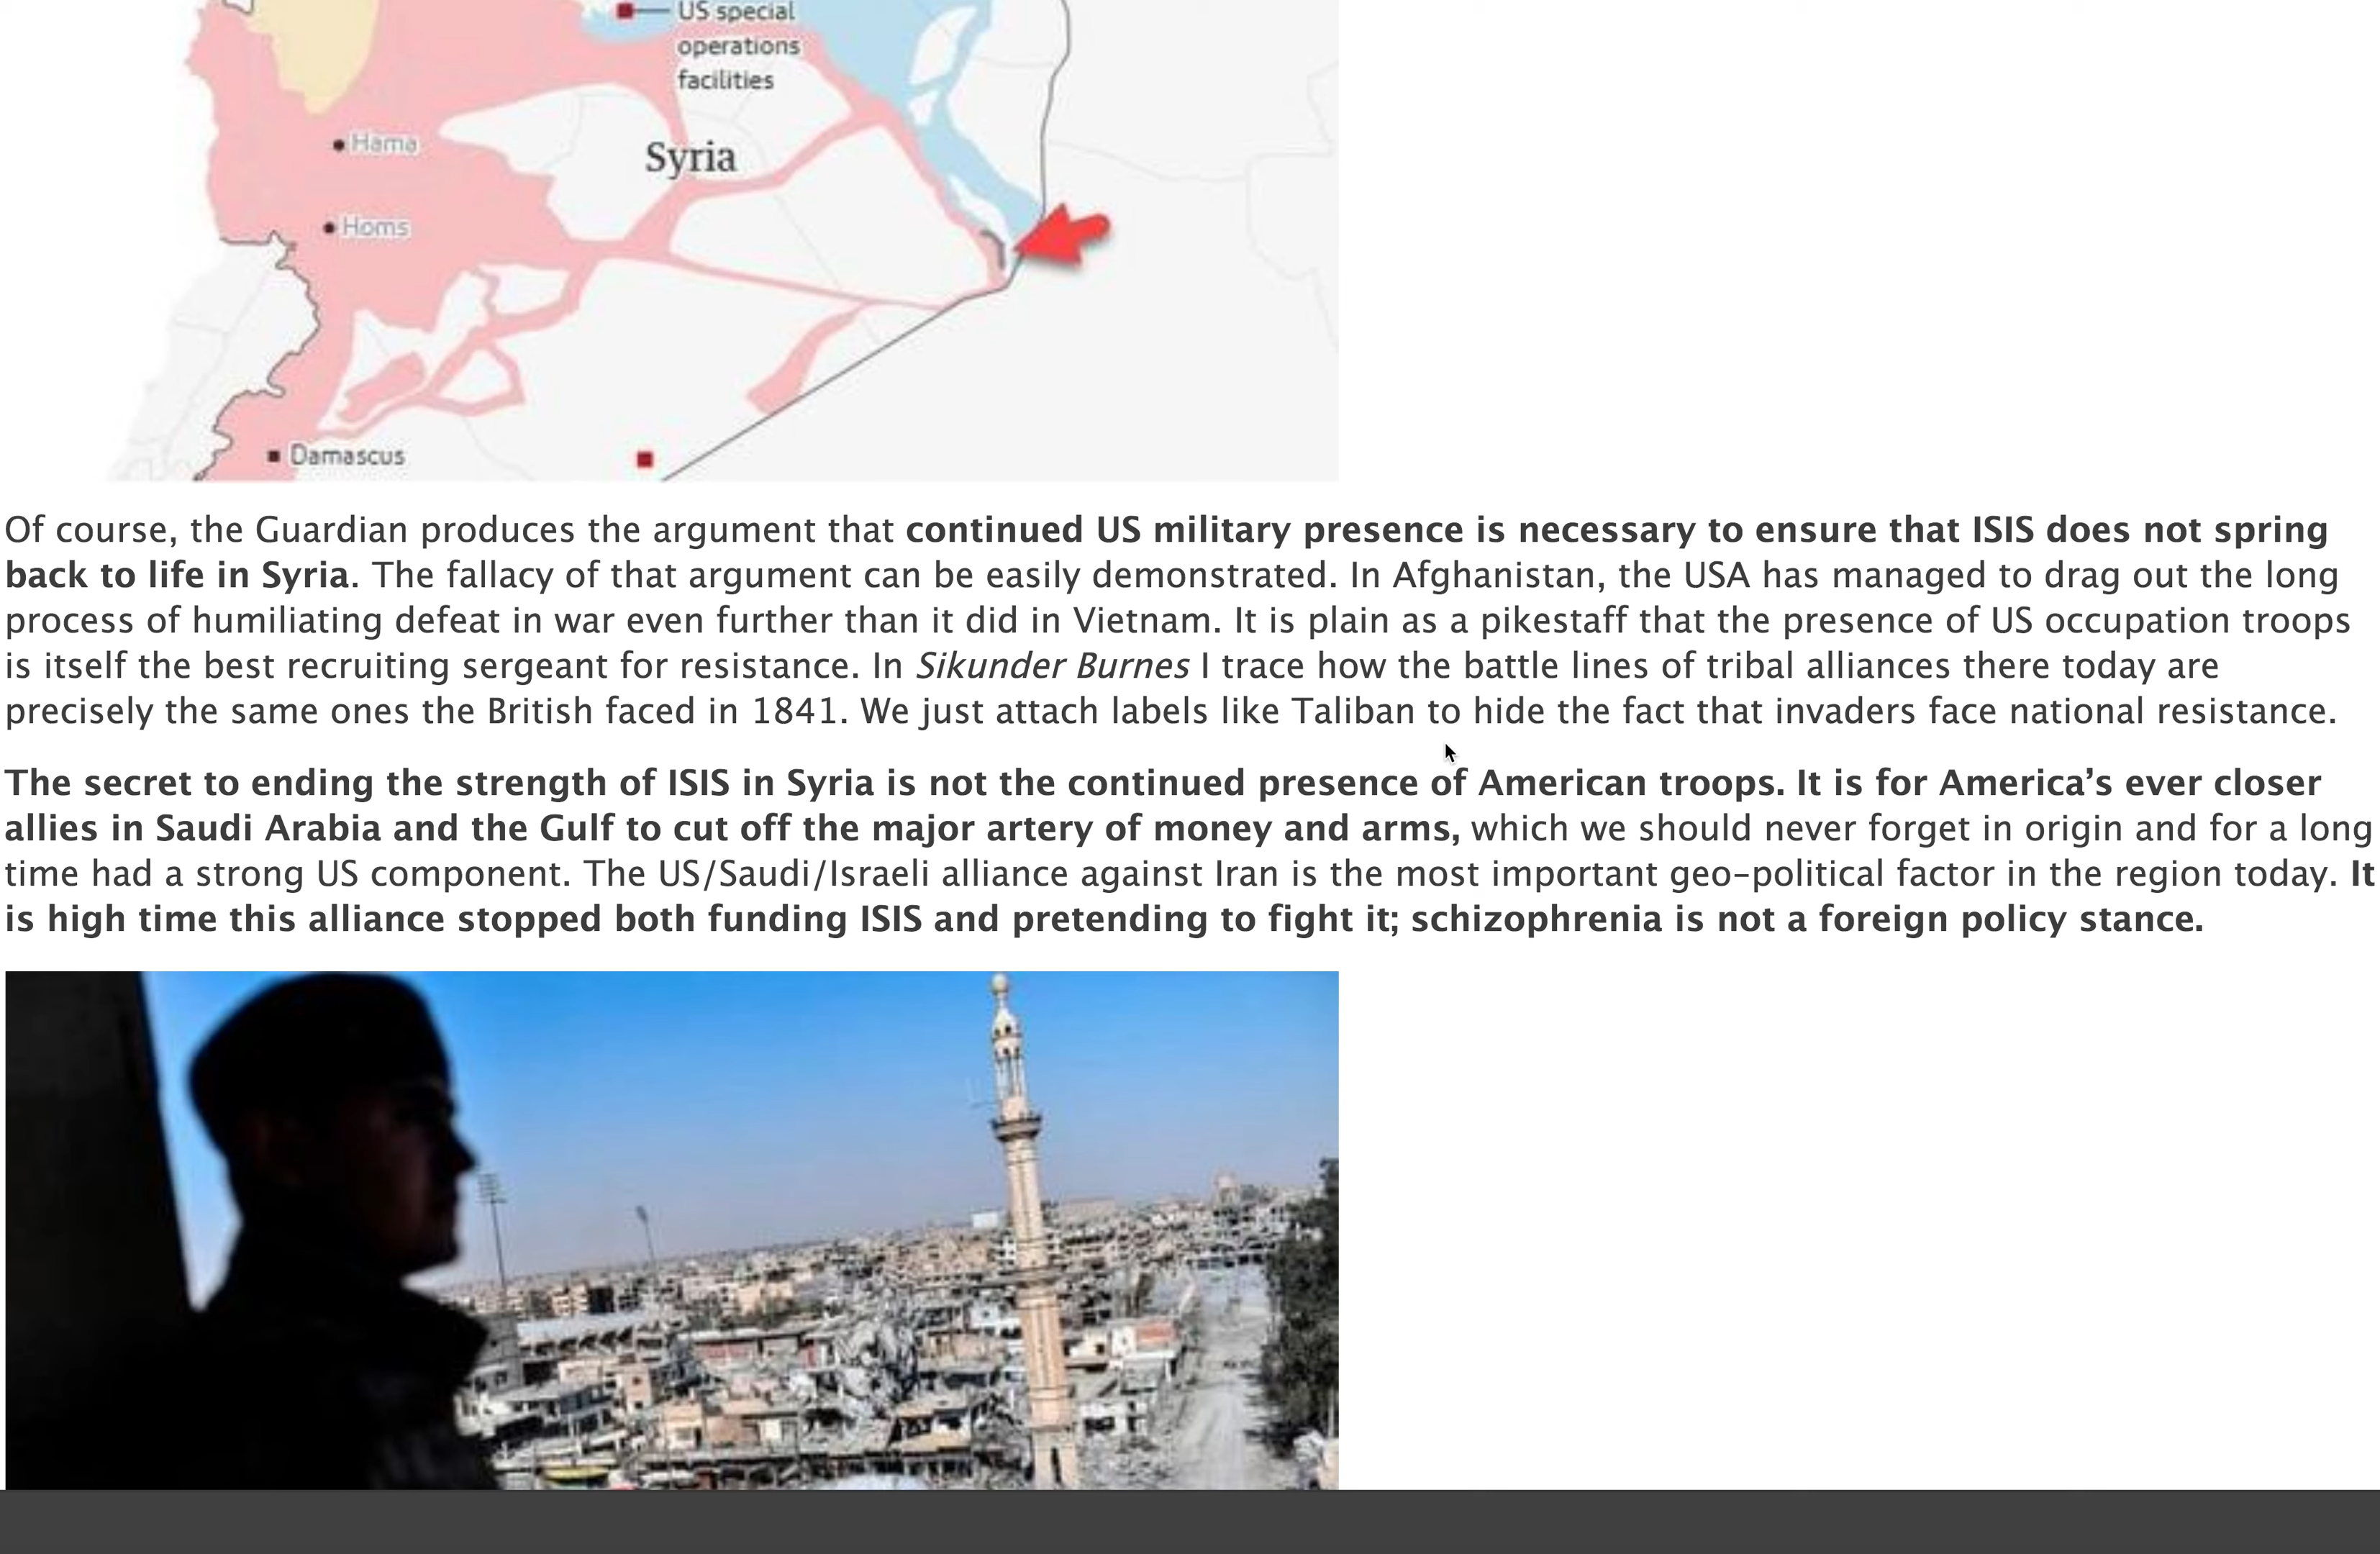 US special
operations
facilities
Hama
Syria
Homs
Damascus
Of course, the Guardian produces the argument that continued US military presence is necessary to ensure that ISIS does not spring
back to life in Syria. The fallacy of that argument can be easily demonstrated. In Afghanistan, the USA has managed to drag out the long
process of humiliating defeat in war even further than it did in Vietnam. It is plain as a pikestaff that the presence of US occupation troops
is itself the best recruiting sergeant for resistance. In Sikunder Burnes I trace how the battle lines of tribal alliances there today are
precisely the same ones the British faced in 1841. We just attach labels like Taliban to hide the fact that invaders face national resistance.
The secret to ending the strength of ISIS in Syria is not the continued presence of American troops. It is for America’s ever closer
allies in Saudi Arabia and the Gulf to cut off the major artery of money and arms, which we should never forget in origin and for a long
time had a strong US component. The US/Saudi/Israeli alliance against Iran is the most important geo-political factor in the region today. It
is high time this alliance stopped both funding ISIS and pretending to fight it; schizophrenia is not a foreign policy stance.